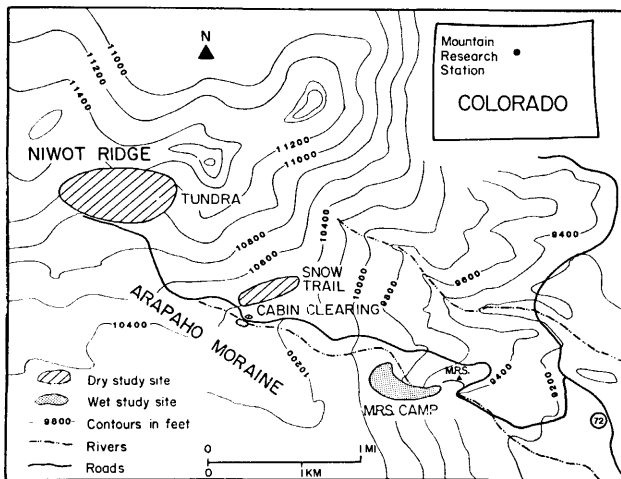 N
Mountain
Research
Station
COLORADO
11000
11200
11400
11200
11000
NIWOT RIDGE
TUNDRA
10800
10600
10400
10000
9800
9600
9400
SNOW
TRAIL
CABIN CLEARING
ARAPAHO MORAINE
10400
10200
M.R.S.
9400
9200
M.R.S. CAMP
72
Dry study site
Wet study site
9600 Contours in feet
Rivers
Roads
0 1 MI
0 1 KM